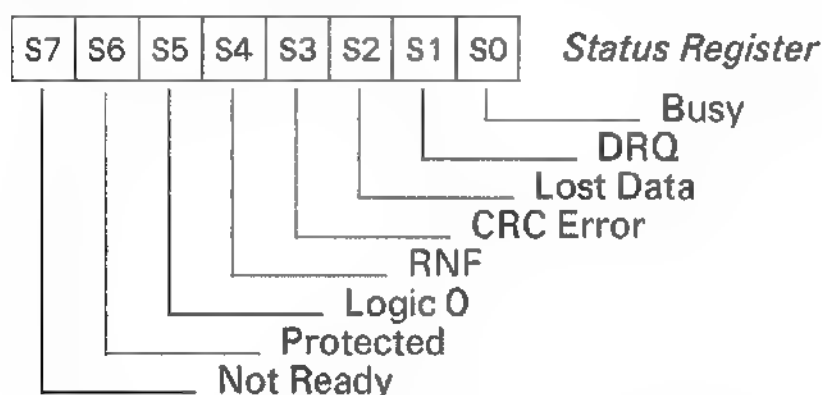 S7 S6 S5 S4 S3 S2 S1 S0 Status Register
Busy
DRQ
Lost Data
CRC Error
RNF
Logic 0
Protected
Not Ready